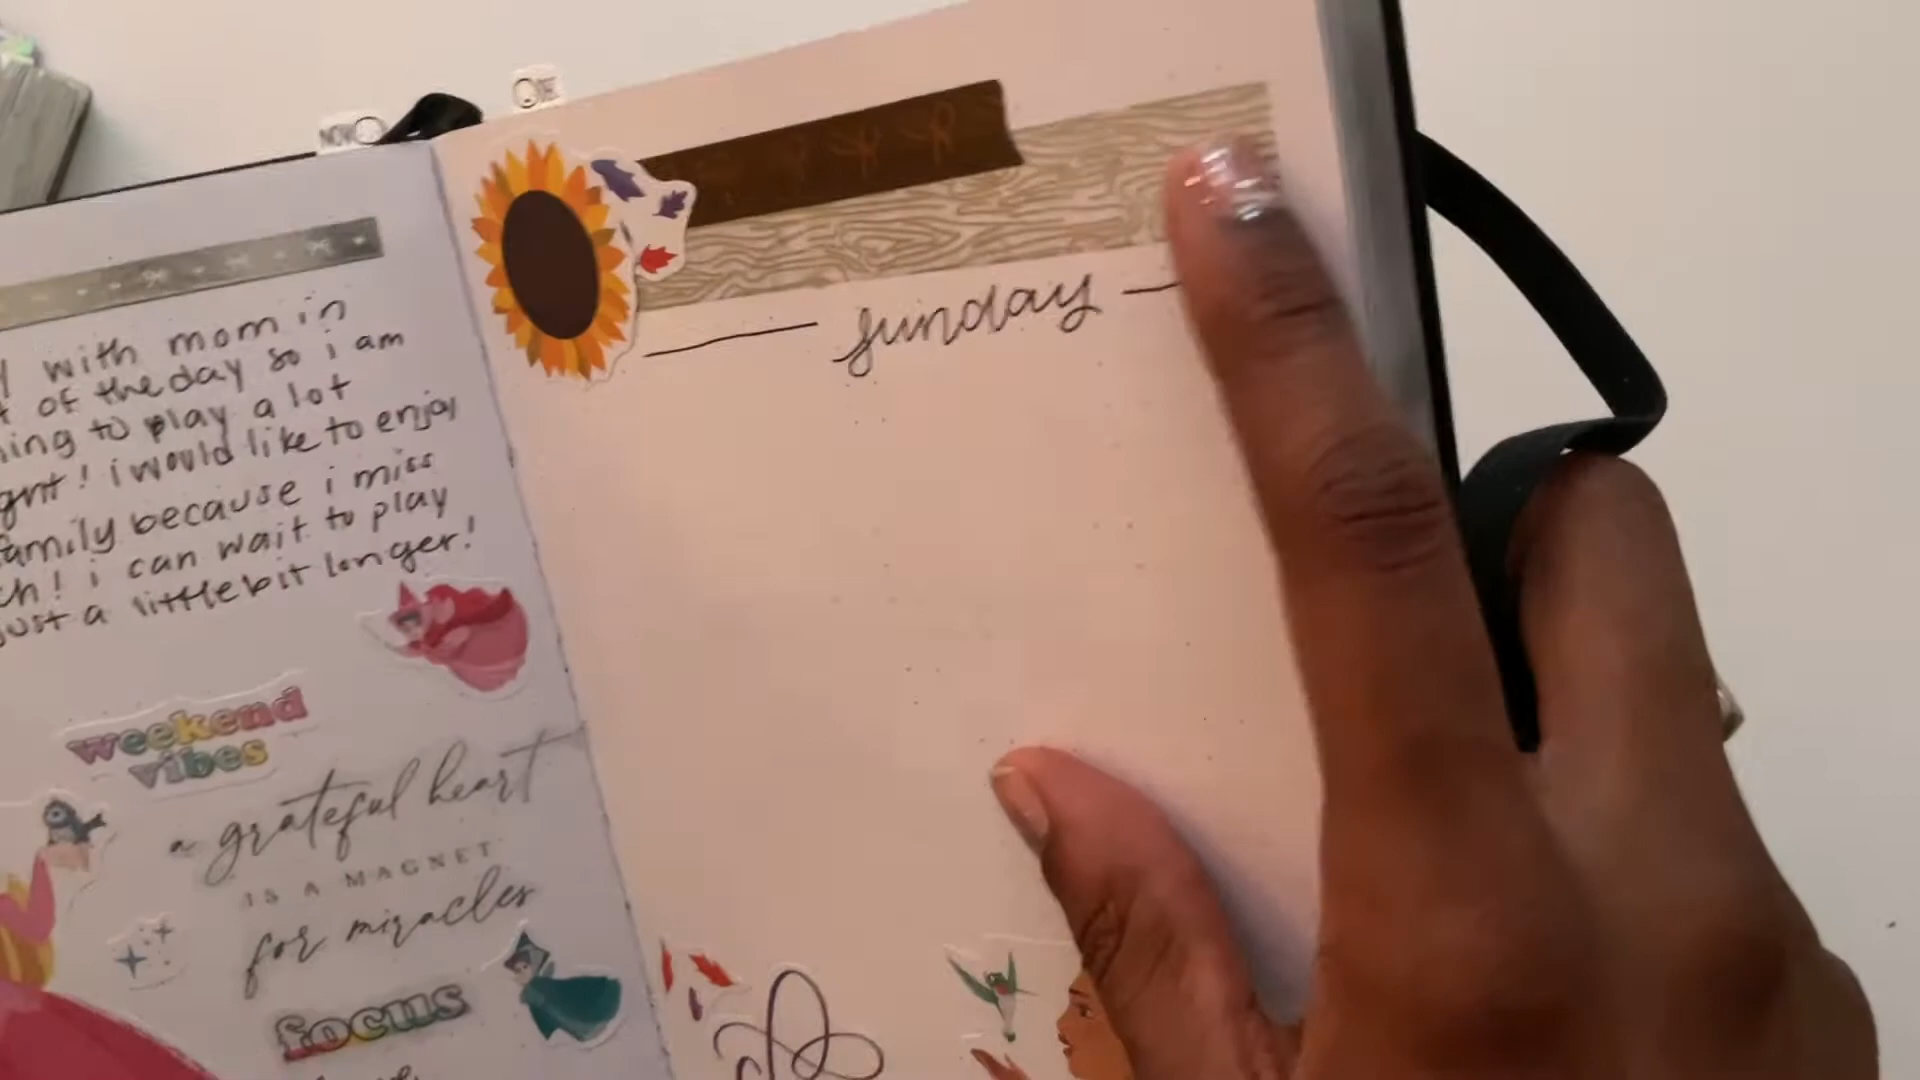 NOV
with mom in
of the day so i am
to play a lot
! i would like to enjoy
family because i miss
! i can wait to play
just a little bit longer!
weekend
vibes
a grateful heart
IS A MAGNET
for miracles
focus
sunday